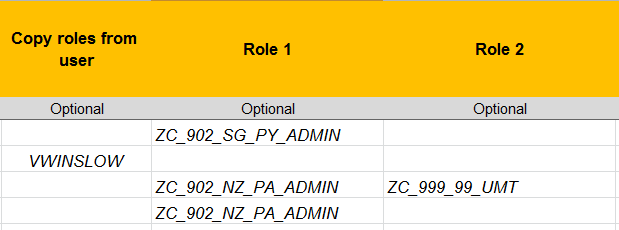 Copy roles from user Role 1 Role 2
Optional Optional Optional
ZC_902_SG_PY_ADMIN
VWINSLOW
ZC_902_NZ_PA_ADMIN ZC_999_99_UMT
ZC_902_NZ_PA_ADMIN